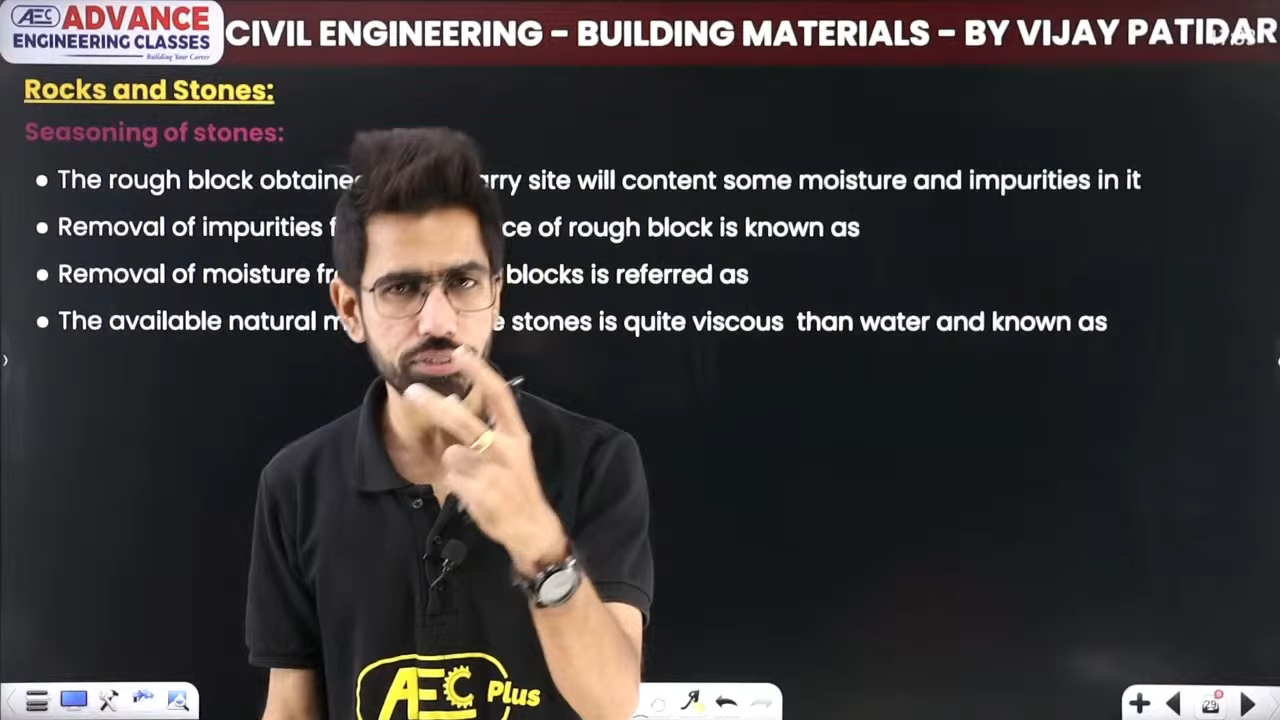 AEC ADVANCE
ENGINEERING CLASSES
Building Your Career
CIVIL ENGINEERING - BUILDING MATERIALS - BY VIJAY PATIDAR
Rocks and Stones:
Seasoning of stones:
• The rough block obtaine rry site will content some moisture and impurities in it
• Removal of impurities ce of rough block is known as
• Removal of moisture blocks is referred as
• The available natural stones is quite viscous than water and known as
AEC Plus
29